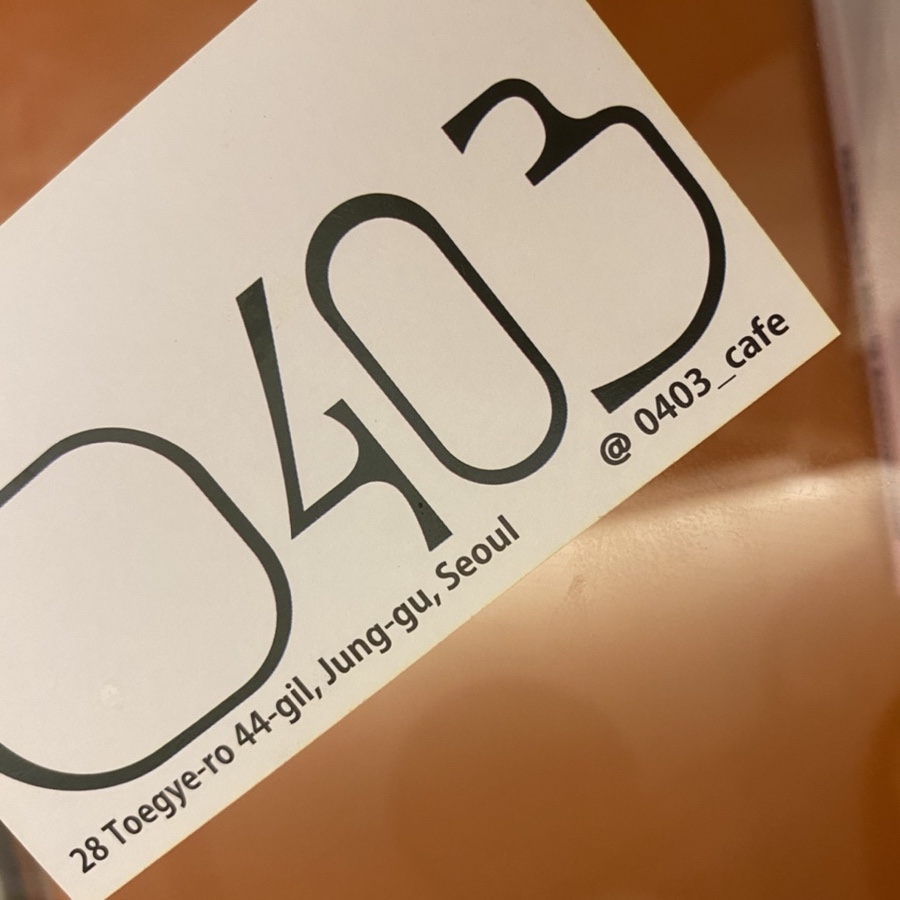 0403
@ 0403_cafe
28 Toegye-ro 44-gil, Jung-gu, Seoul